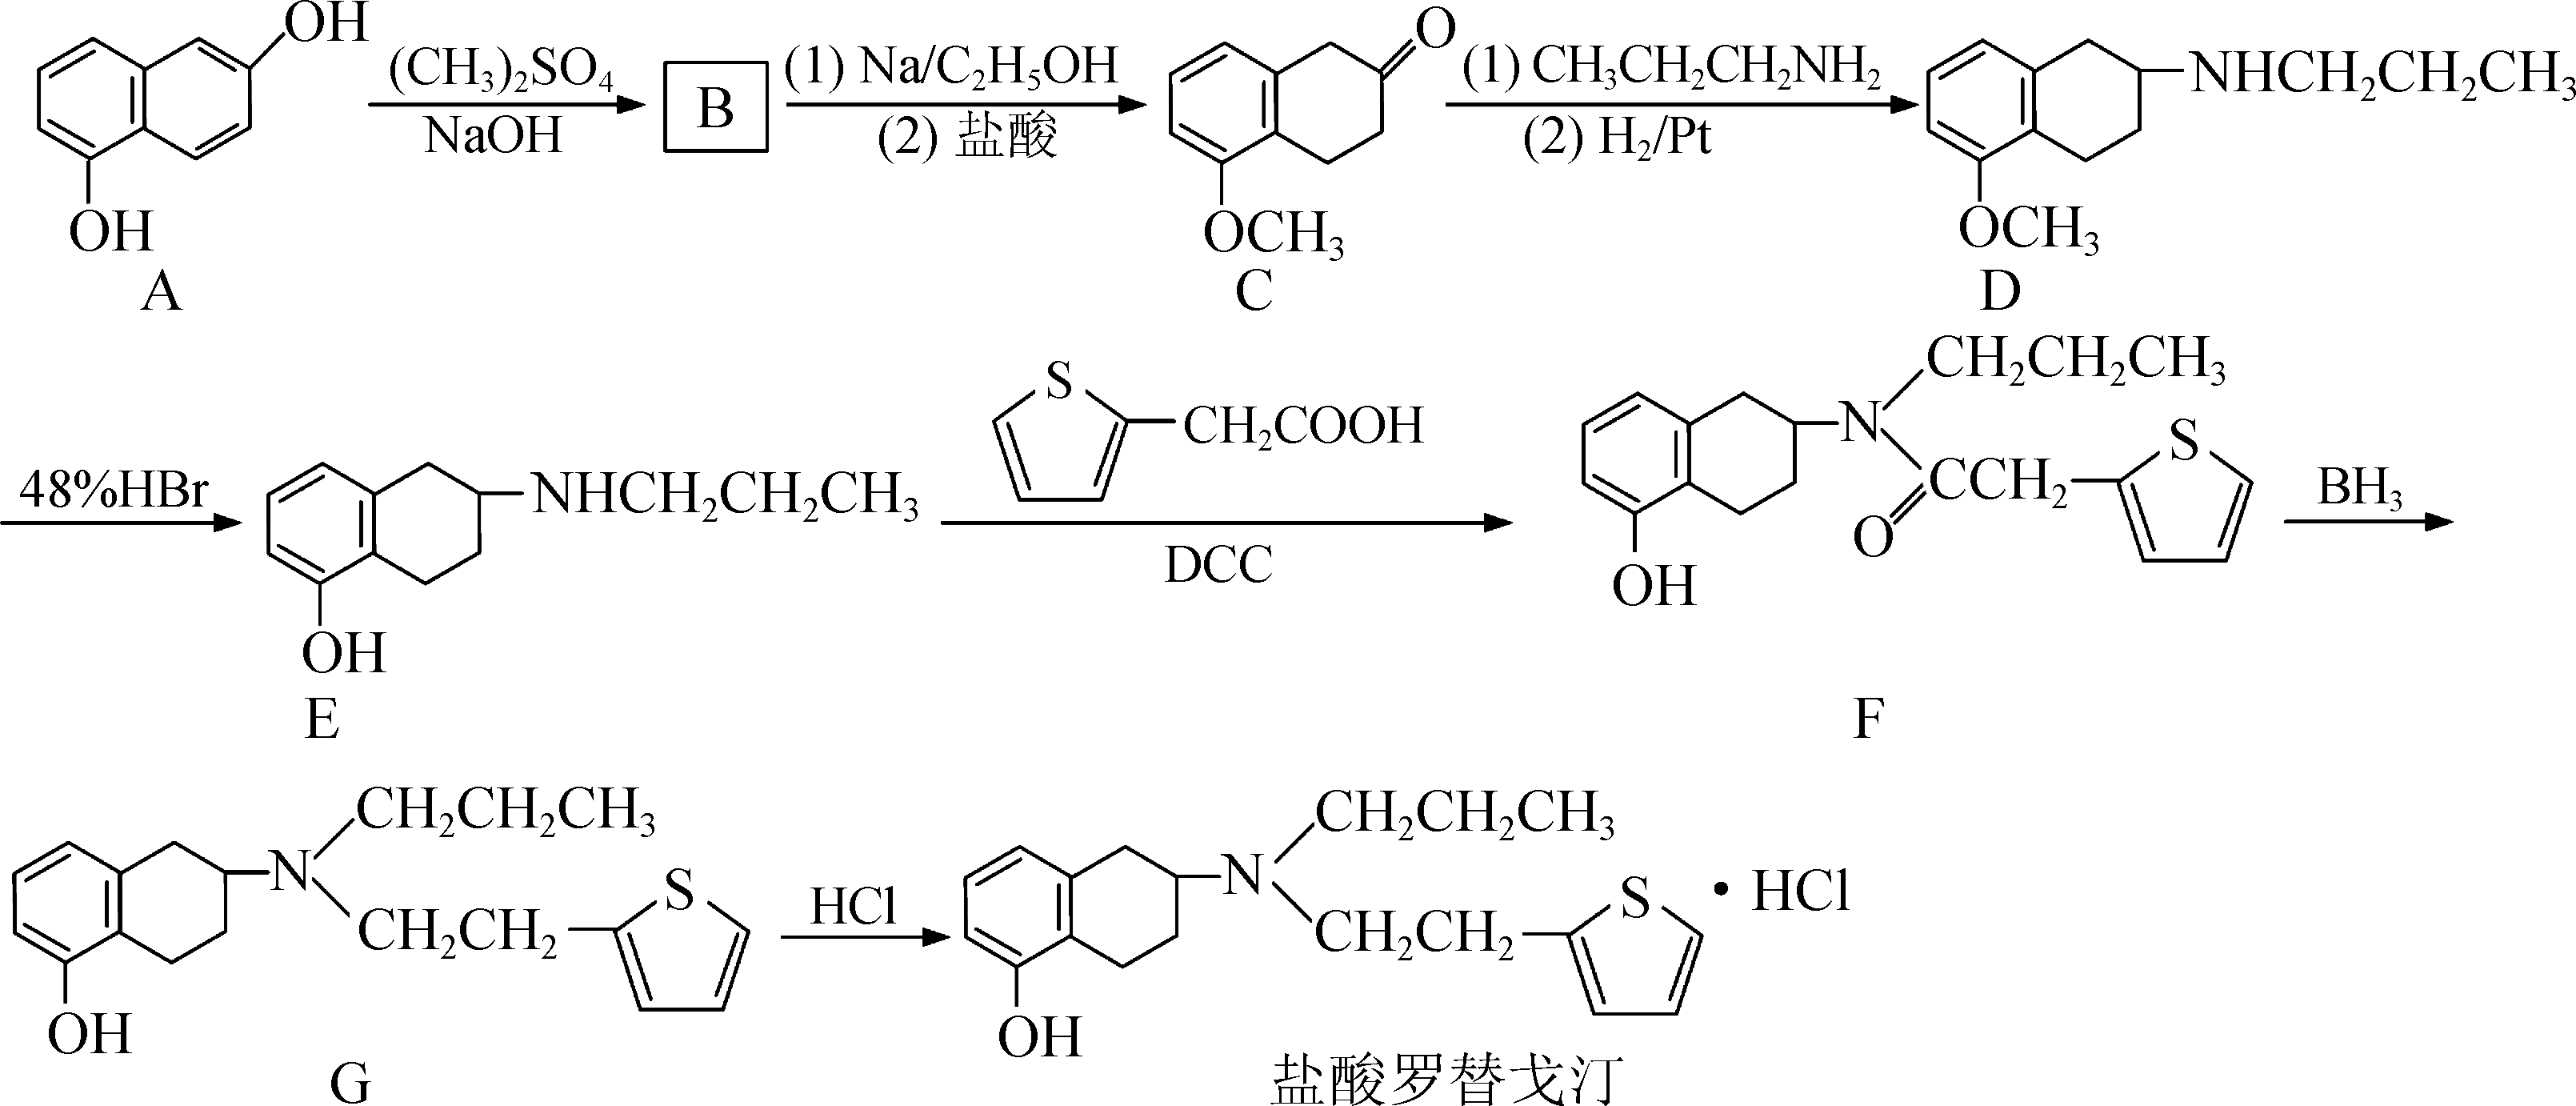 OH
OH
A
(CH₃)₂SO₄
NaOH
B
(1) Na/C₂H₅OH
(2) 盐酸
O
OCH₃
C
(1) CH₃CH₂CH₂NH₂
(2) H₂/Pt
NHCH₂CH₂CH₃
OCH₃
D
48%HBr
NHCH₂CH₂CH₃
OH
E
S
CH₂COOH
DCC
CH₂CH₂CH₃
N
CCH₂
O
S
OH
F
BH₃
CH₂CH₂CH₃
N
CH₂CH₂
S
OH
G
HCl
CH₂CH₂CH₃
N
CH₂CH₂
S
• HCl
OH
盐酸罗替戈汀